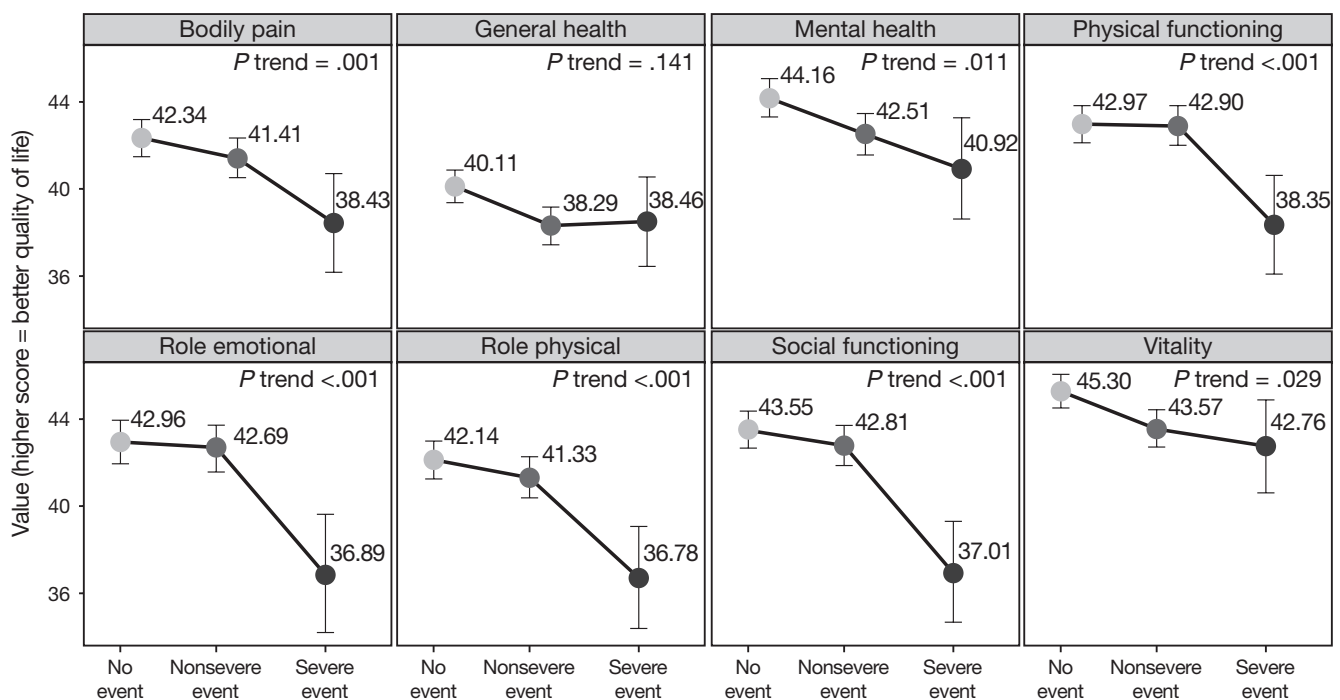 Value (higher score = better quality of life)
Bodily pain
P trend = .001
44
40
36
42.34
41.41
38.43
General health
P trend = .141
40.11
38.29
38.46
Mental health
P trend = .011
44.16
42.51
40.92
Physical functioning
P trend <.001
42.97
42.90
38.35
Role emotional
P trend <.001
44
40
36
42.96
42.69
36.89
No event
Nonsevere event
Severe event
Role physical
P trend <.001
42.14
41.33
36.78
No event
Nonsevere event
Severe event
Social functioning
P trend <.001
43.55
42.81
37.01
No event
Nonsevere event
Severe event
Vitality
P trend = .029
45.30
43.57
42.76
No event
Nonsevere event
Severe event